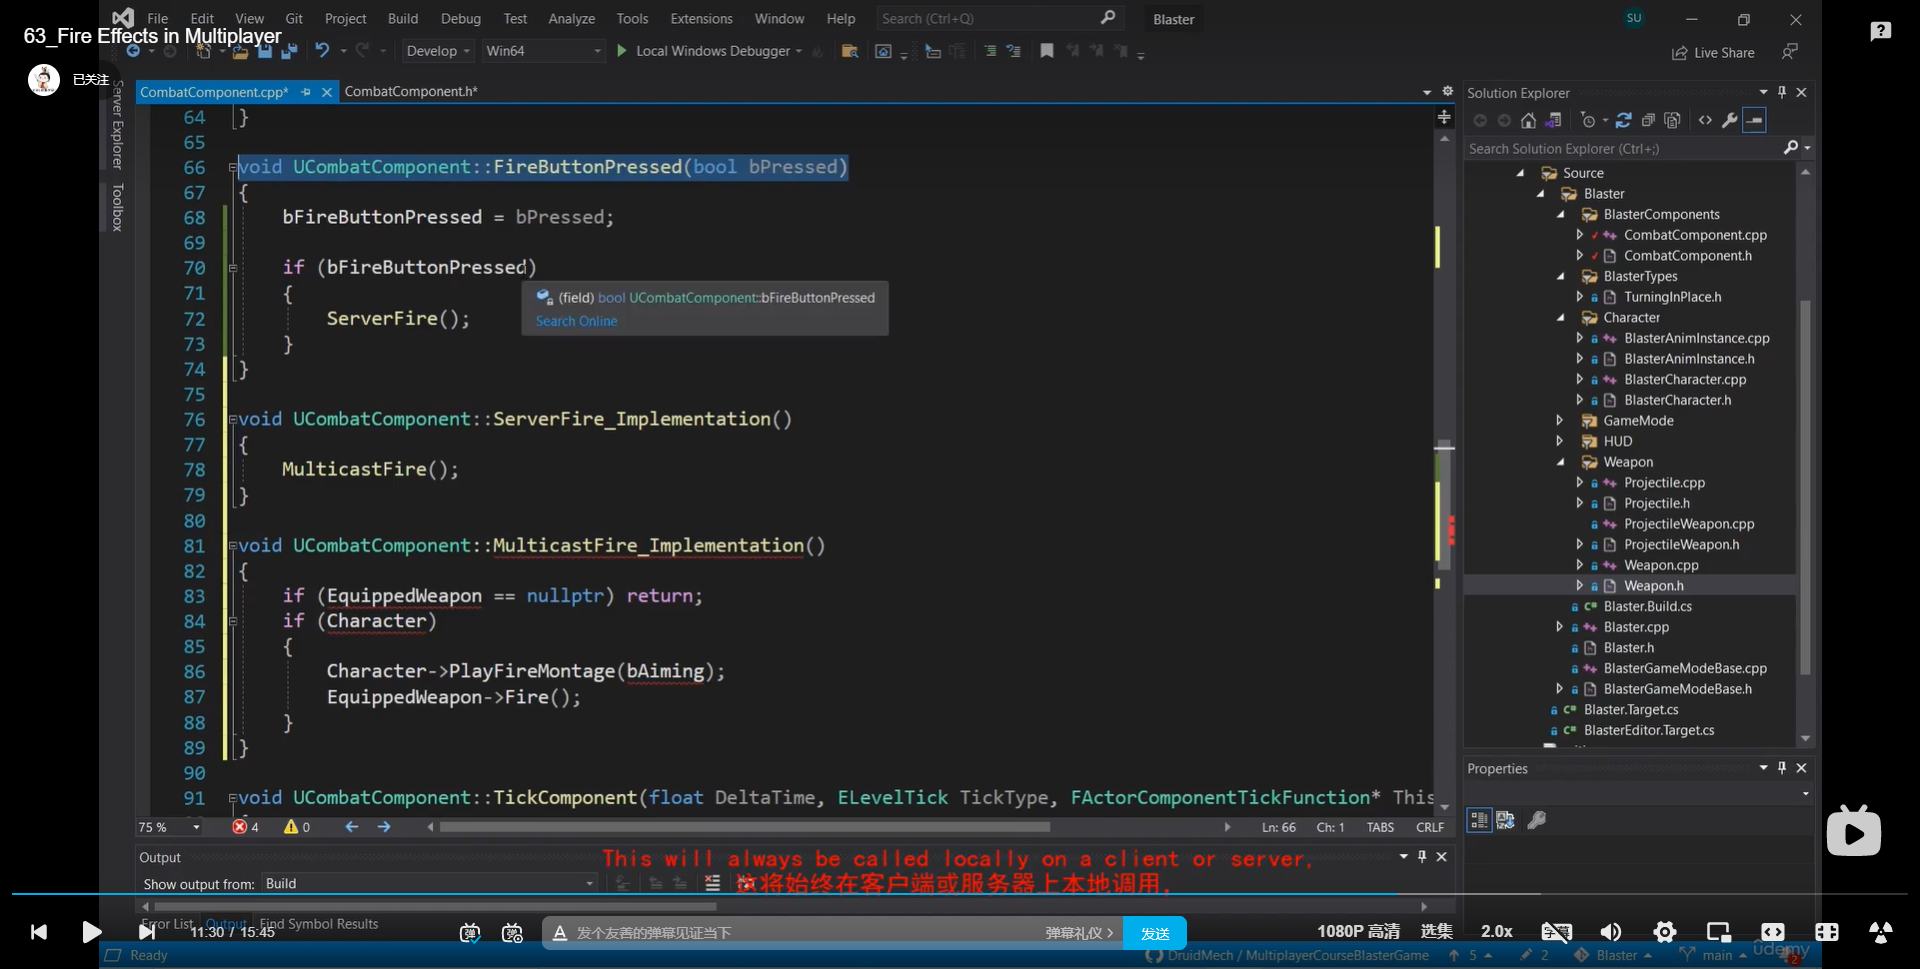 File Edit View Git Project Build Debug Test Analyze Tools Extensions Window Help Search (Ctrl+Q) Blaster SU
63_Fire Effects in Multiplayer
Develop Win64 Local Windows Debugger Live Share
已关注
Server Explorer
Toolbox
CombatComponent.cpp* CombatComponent.h*
64 }
65
66 void UCombatComponent::FireButtonPressed(bool bPressed)
67 {
68 bFireButtonPressed = bPressed;
69
70 if (bFireButtonPressed)
71 {
(field) bool UCombatComponent::bFireButtonPressed
72 ServerFire();
Search Online
73 }
74 }
75
76 void UCombatComponent::ServerFire_Implementation()
77 {
78 MulticastFire();
79 }
80
81 void UCombatComponent::MulticastFire_Implementation()
82 {
83 if (EquippedWeapon == nullptr) return;
84 if (Character)
85 {
86 Character->PlayFireMontage(bAiming);
87 EquippedWeapon->Fire();
88 }
89 }
90
91 void UCombatComponent::TickComponent(float DeltaTime, ELevelTick TickType, FActorComponentTickFunction* This
75 % 4 0 Ln: 66 Ch: 1 TABS CRLF
Solution Explorer
Search Solution Explorer (Ctrl+;)
Source
Blaster
BlasterComponents
CombatComponent.cpp
CombatComponent.h
BlasterTypes
TurningInPlace.h
Character
BlasterAnimInstance.cpp
BlasterAnimInstance.h
BlasterCharacter.cpp
BlasterCharacter.h
GameMode
HUD
Weapon
Projectile.cpp
Projectile.h
ProjectileWeapon.cpp
ProjectileWeapon.h
Weapon.cpp
Weapon.h
Blaster.Build.cs
Blaster.cpp
Blaster.h
BlasterGameModeBase.cpp
BlasterGameModeBase.h
Blaster.Target.cs
BlasterEditor.Target.cs
Properties
Output
This will always be called locally on a client or server,
Show output from: Build
这将始终在客户端或服务器上本地调用,
Error List Output Find Symbol Results
11:30 / 15:45 弹 弹 发个友善的弹幕见证当下 弹幕礼仪 > 发送 1080P 高清 选集 2.0x 字幕
udemy
Ready DruidMech / MultiplayerCourseBlasterGame 5 2 Blaster main 2